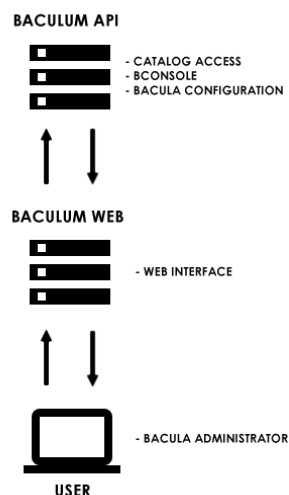 BACULUM API
- CATALOG ACCESS
- BCONSOLE
- BACULA CONFIGURATION
BACULUM WEB
- WEB INTERFACE
- BACULA ADMINISTRATOR
USER